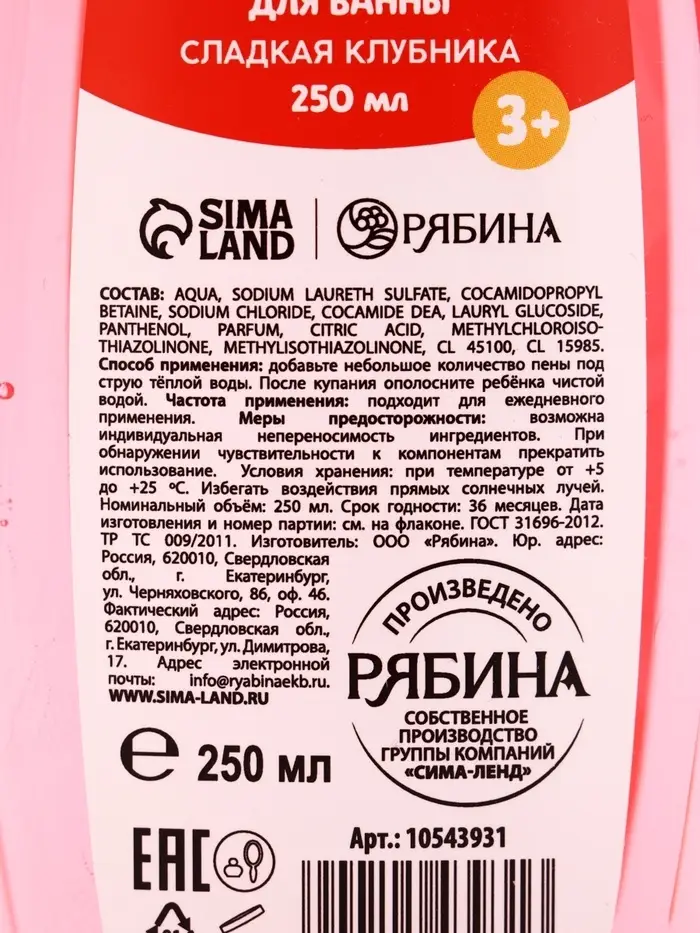 ДЛЯ ВАННЫ
СЛАДКАЯ КЛУБНИКА
250 мл
3+
SIMA
LAND
РЯБИНА
СОСТАВ: AQUA, SODIUM LAURETH SULFATE, COCAMIDOPROPYL
BETAINE, SODIUM CHLORIDE, COCAMIDE DEA, LAURYL GLUCOSIDE,
PANTHENOL, PARFUM, CITRIC ACID, METHYLCHLOROISO-
THIAZOLINONE, METHYLISOTHIAZOLINONE, CL 45100, CL 15985.
Способ применения: добавьте небольшое количество пены под
струю тёплой воды. После купания ополосните ребёнка чистой
водой. Частота применения: подходит для ежедневного
применения. Меры предосторожности: возможна
индивидуальная непереносимость ингредиентов. При
обнаружении чувствительности к компонентам прекратить
использование. Условия хранения: при температуре от +5
до +25 ºС. Избегать воздействия прямых солнечных лучей.
Номинальный объём: 250 мл. Срок годности: 36 месяцев. Дата
изготовления и номер партии: см. на флаконе. ГОСТ 31696-2012.
ТР ТС 009/2011. Изготовитель: ООО «Рябина». Юр. адрес:
Россия, 620010, Свердловская
обл., г. Екатеринбург,
ул. Черняховского, 86, оф. 46.
Фактический адрес: Россия,
620010, Свердловская обл.,
г. Екатеринбург, ул. Димитрова,
17. Адрес электронной
почты: info@ryabinaekb.ru.
WWW.SIMA-LAND.RU
ПРОИЗВЕДЕНО
РЯБИНА
СОБСТВЕННОЕ
ПРОИЗВОДСТВО
ГРУППЫ КОМПАНИЙ
«СИМА-ЛЕНД»
℮ 250 мл
EAC
Арт.: 10543931